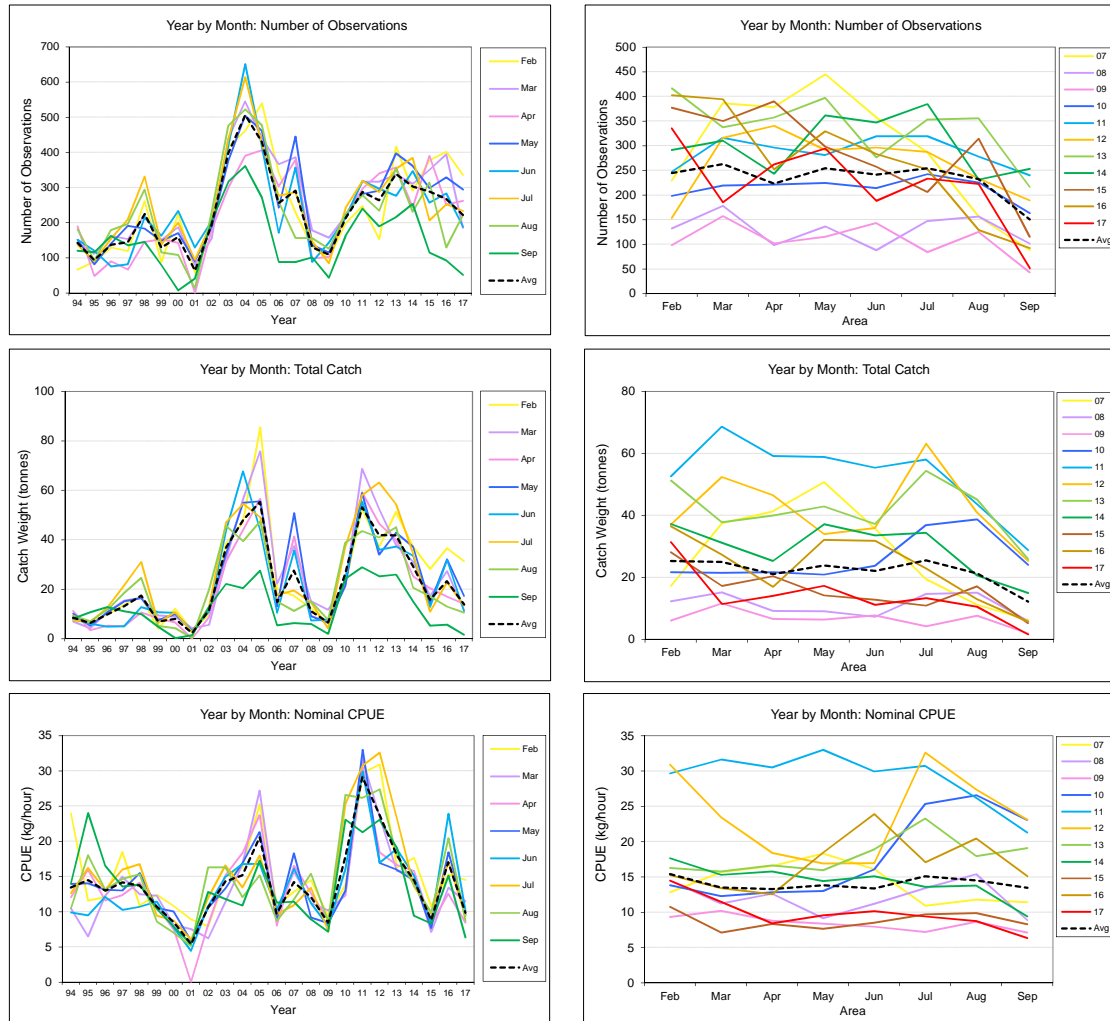 Year by Month: Number of Observations
700
600
500
400
300
200
100
0
Number of Observations
94 95 96 97 98 99 00 01 02 03 04 05 06 07 08 09 10 11 12 13 14 15 16 17
Year
Feb
Mar
Apr
May
Jun
Jul
Aug
Sep
Avg
Year by Month: Number of Observations
500
450
400
350
300
250
200
150
100
50
0
Number of Observations
Feb Mar Apr May Jun Jul Aug Sep
Area
07
08
09
10
11
12
13
14
15
16
17
Avg
Year by Month: Total Catch
100
80
60
40
20
0
Catch Weight (tonnes)
94 95 96 97 98 99 00 01 02 03 04 05 06 07 08 09 10 11 12 13 14 15 16 17
Year
Feb
Mar
Apr
May
Jun
Jul
Aug
Sep
Avg
Year by Month: Total Catch
80
60
40
20
0
Catch Weight (tonnes)
Feb Mar Apr May Jun Jul Aug Sep
Area
07
08
09
10
11
12
13
14
15
16
17
Avg
Year by Month: Nominal CPUE
35
30
25
20
15
10
5
0
CPUE (kg/hour)
94 95 96 97 98 99 00 01 02 03 04 05 06 07 08 09 10 11 12 13 14 15 16 17
Year
Feb
Mar
Apr
May
Jun
Jul
Aug
Sep
Avg
Year by Month: Nominal CPUE
35
30
25
20
15
10
5
0
CPUE (kg/hour)
Feb Mar Apr May Jun Jul Aug Sep
Area
07
08
09
10
11
12
13
14
15
16
17
Avg